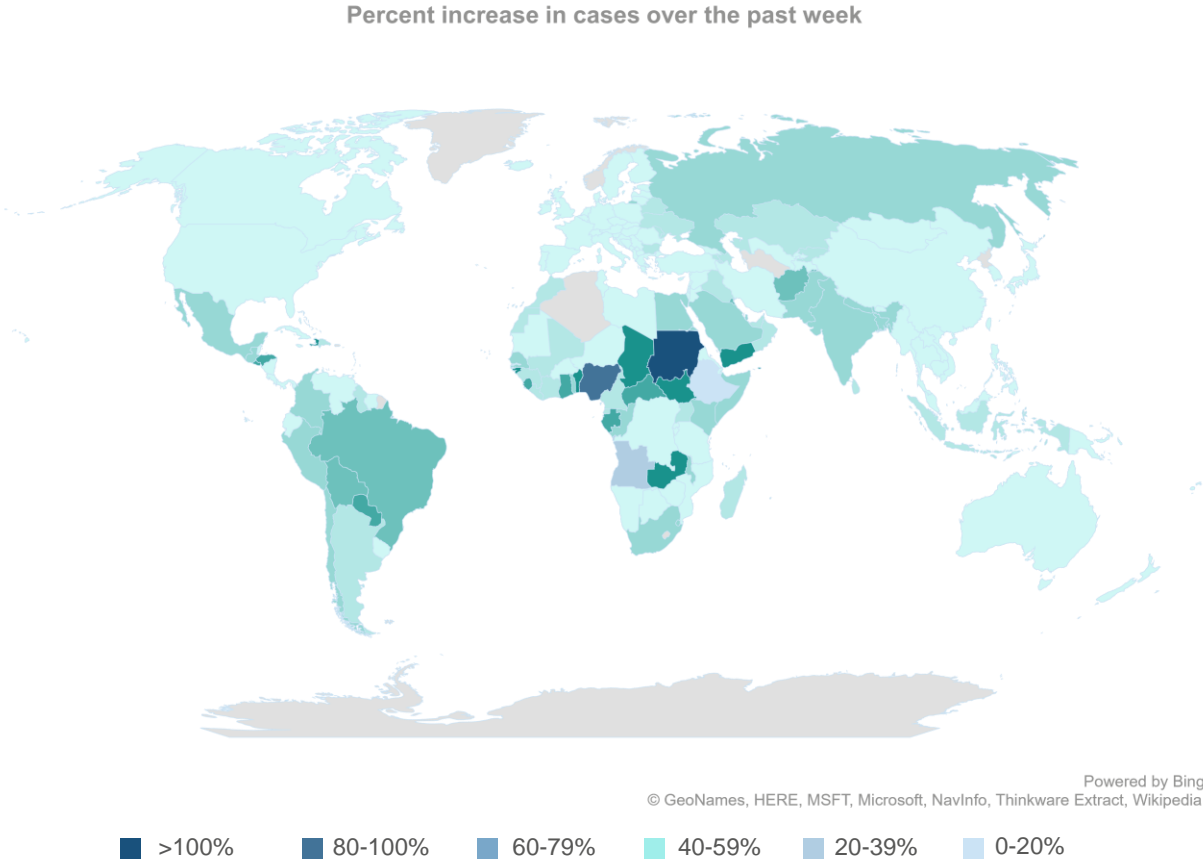 Percent increase in cases over the past week
Powered by Bing
© GeoNames, HERE, MSFT, Microsoft, NavInfo, Thinkware Extract, Wikipedia
>100% 80-100% 60-79% 40-59% 20-39% 0-20%